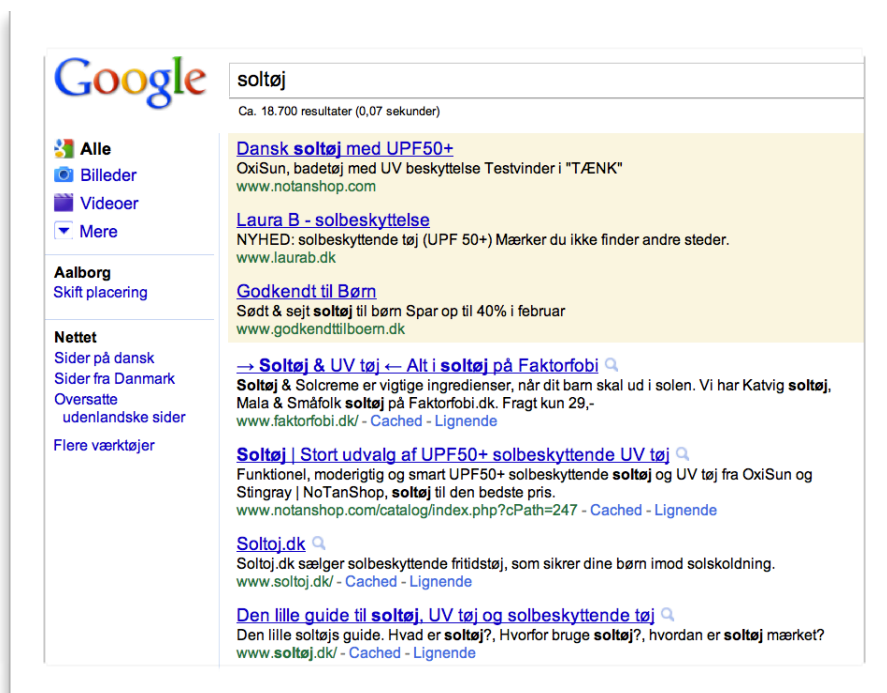 Google
soltøj
Ca. 18.700 resultater (0,07 sekunder)
Alle
Billeder
Videoer
Mere
Aalborg
Skift placering
Nettet
Sider på dansk
Sider fra Danmark
Oversatte
udenlandske sider
Flere værktøjer
Dansk soltøj med UPF50+
OxiSun, badetøj med UV beskyttelse Testvinder i "TÆNK"
www.notanshop.com
Laura B - solbeskyttelse
NYHED: solbeskyttende tøj (UPF 50+) Mærker du ikke finder andre steder.
www.laurab.dk
Godkendt til Børn
Sødt & sejt soltøj til børn Spar op til 40% i februar
www.godkendttilboern.dk
→ Soltøj & UV tøj ← Alt i soltøj på Faktorfobi
Soltøj & Solcreme er vigtige ingredienser, når dit barn skal ud i solen. Vi har Katvig soltøj,
Mala & Småfolk soltøj på Faktorfobi.dk. Fragt kun 29,-
www.faktorfobi.dk/ - Cached - Lignende
Soltøj | Stort udvalg af UPF50+ solbeskyttende UV tøj
Funktionel, moderigtig og smart UPF50+ solbeskyttende soltøj og UV tøj fra OxiSun og
Stingray | NoTanShop, soltøj til den bedste pris.
www.notanshop.com/catalog/index.php?cPath=247 - Cached - Lignende
Soltoj.dk
Soltoj.dk sælger solbeskyttende fritidstøj, som sikrer dine børn imod solskoldning.
www.soltoj.dk/ - Cached - Lignende
Den lille guide til soltøj, UV tøj og solbeskyttende tøj
Den lille soltøjs guide. Hvad er soltøj?, Hvorfor bruge soltøj?, hvordan er soltøj mærket?
www.soltøj.dk/ - Cached - Lignende